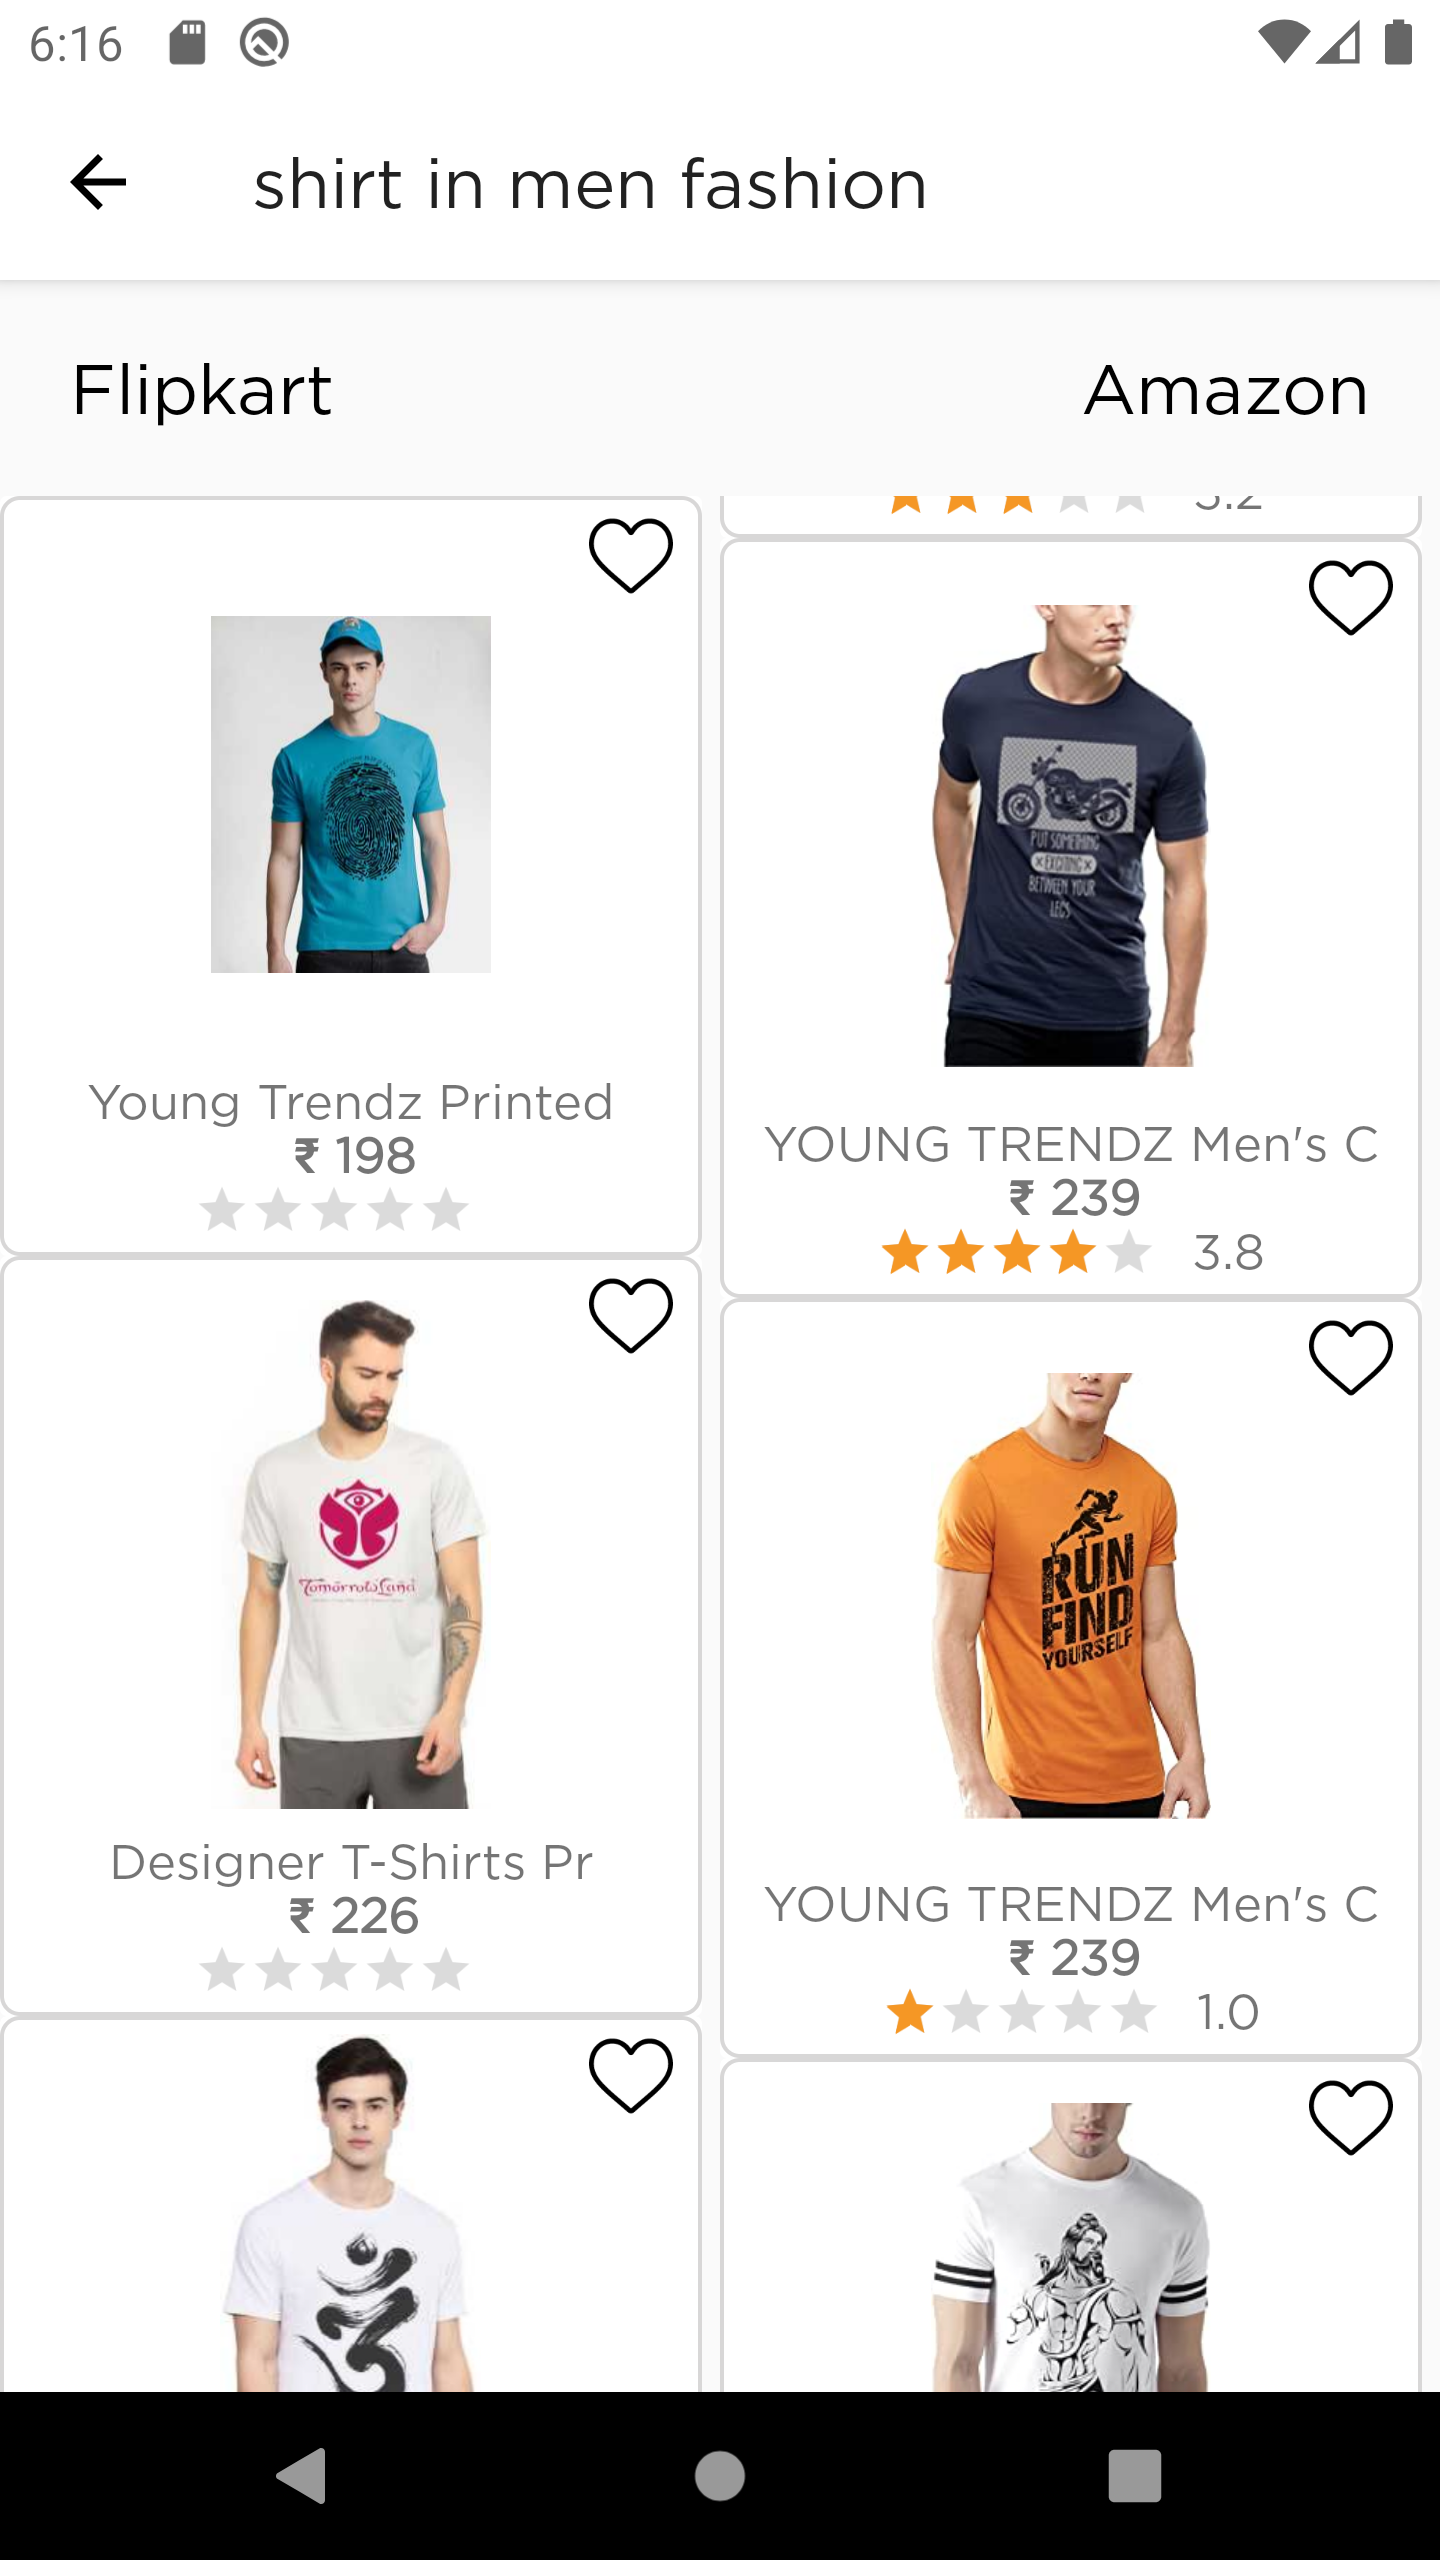 6:16
shirt in men fashion
Flipkart
Amazon
Young Trendz Printed
₹ 198
Tomorrowland
Designer T-Shirts Pr
₹ 226
ॐ
PUT SOMETHING
EXCITING
BETWEEN YOUR
LEGS
YOUNG TRENDZ Men's C
₹ 239
3.8
RUN
FIND
YOURSELF
YOUNG TRENDZ Men's C
₹ 239
1.0